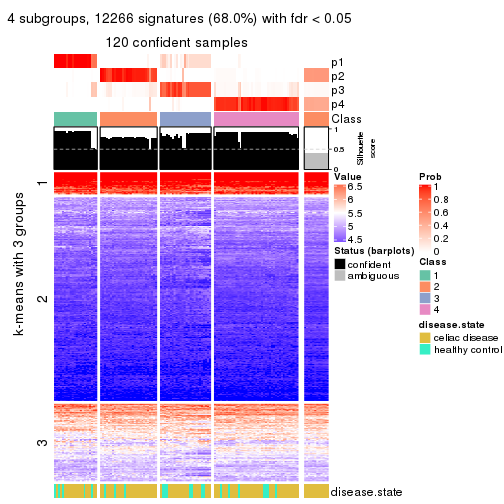 4 subgroups, 12266 signatures (68.0%) with fdr < 0.05
120 confident samples
p1
p2
p3
p4
Class
1
0.5
0
Silhouette
score
k-means with 3 groups
1
2
3
disease.state
Value
6.5
6
5.5
5
4.5
Status (barplots)
confident
ambiguous
Prob
1
0.8
0.6
0.4
0.2
0
Class
1
2
3
4
disease.state
celiac disease
healthy control